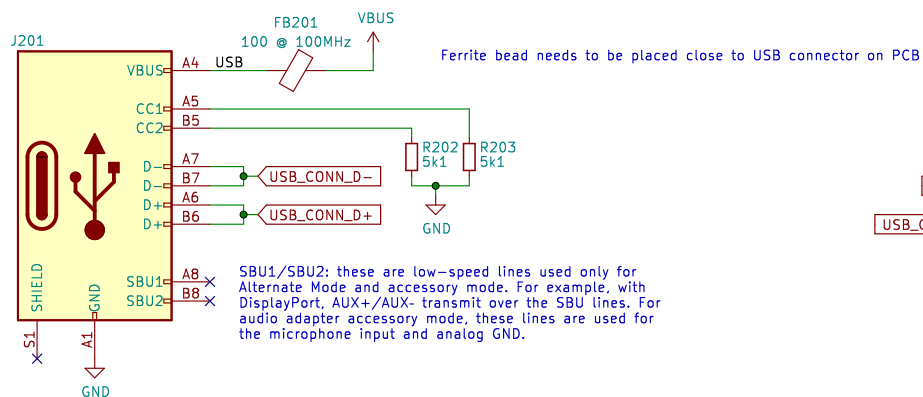 J201
FB201
100 @ 100MHz
VBUS
Ferrite bead needs to be placed close to USB connector on PCB
VBUS
A4
USB
CC1
A5
CC2
B5
R202
5k1
R203
5k1
D-
A7
D-
B7
USB_CONN_D-
D+
A6
D+
B6
USB_CONN_D+
GND
USB_C
SBU1
A8
SBU2
B8
SBU1/SBU2: these are low-speed lines used only for
Alternate Mode and accessory mode. For example, with
DisplayPort, AUX+/AUX- transmit over the SBU lines. For
audio adapter accessory mode, these lines are used for
the microphone input and analog GND.
SHIELD
GND
S1
A1
GND